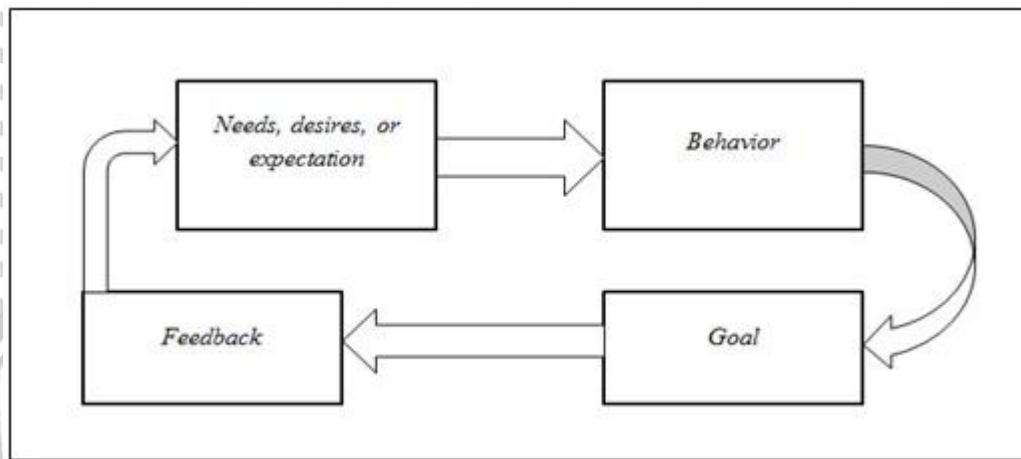 Needs, desires, or
expectation
Behavior
Feedback
Goal